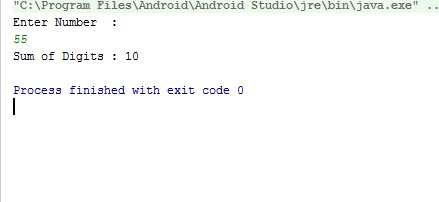 "C:\Program Files\Android\Android Studio\jre\bin\java.exe" ..
Enter Number  :
55
Sum of Digits : 10
Process finished with exit code 0